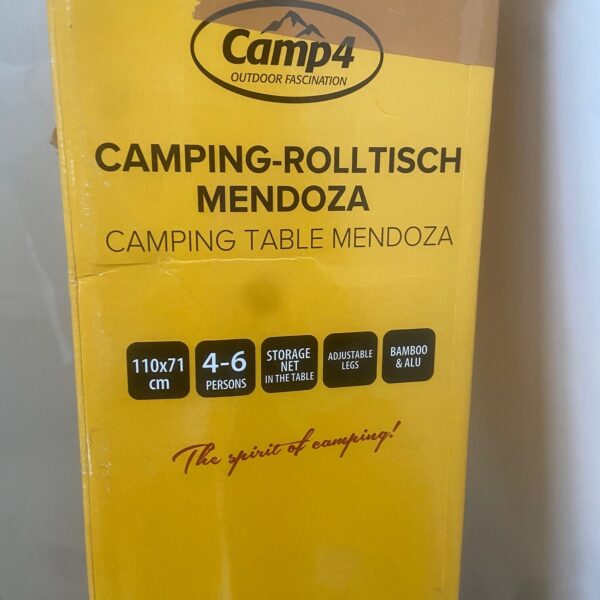 Camp4
OUTDOOR FASCINATION
CAMPING-ROLLTISCH
MENDOZA
CAMPING TABLE MENDOZA
110x71
cm
4-6
PERSONS
STORAGE
NET
IN THE TABLE
ADJUSTABLE
LEGS
BAMBOO
& ALU
The spirit of camping!